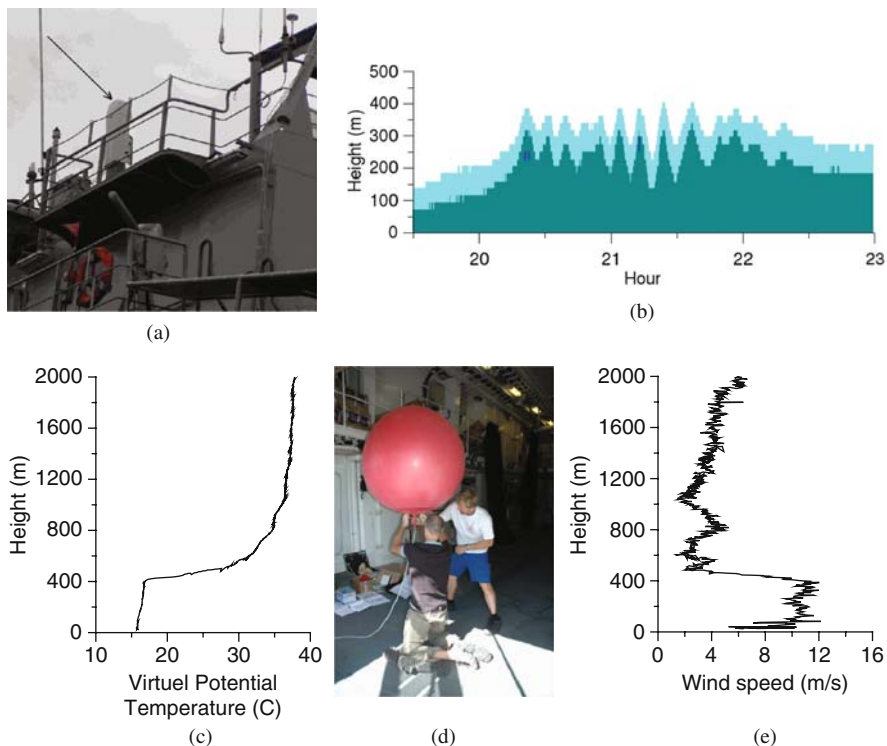 (a)
500
400
300
200
100
0
Height (m)
20 21 22 23
Hour
(b)
2000
1600
1200
800
400
0
Height (m)
10 20 30 40
Virtuel Potential
Temperature (C)
(c)
(d)
2000
1600
1200
800
400
0
Height (m)
0 4 8 12 16
Wind speed (m/s)
(e)